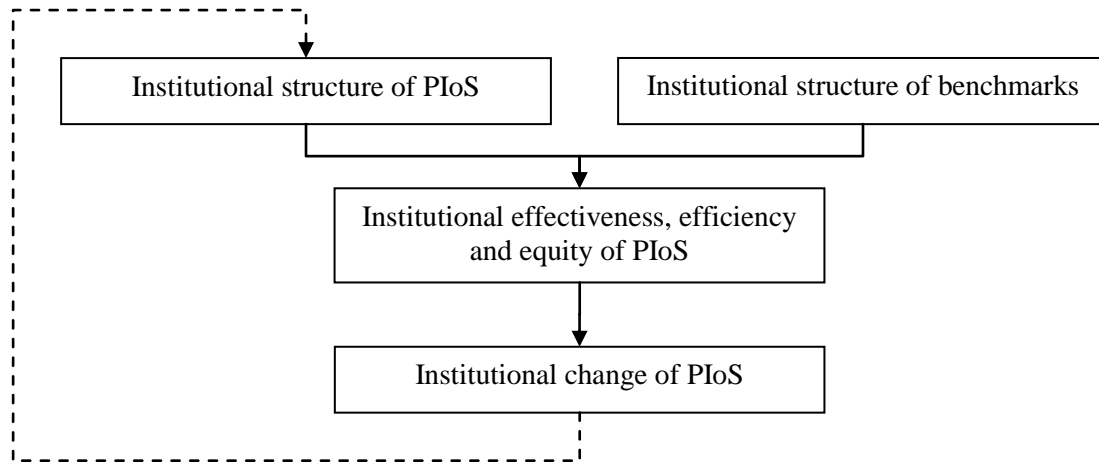 Institutional structure of PIoS
Institutional structure of benchmarks
Institutional effectiveness, efficiency
and equity of PIoS
Institutional change of PIoS